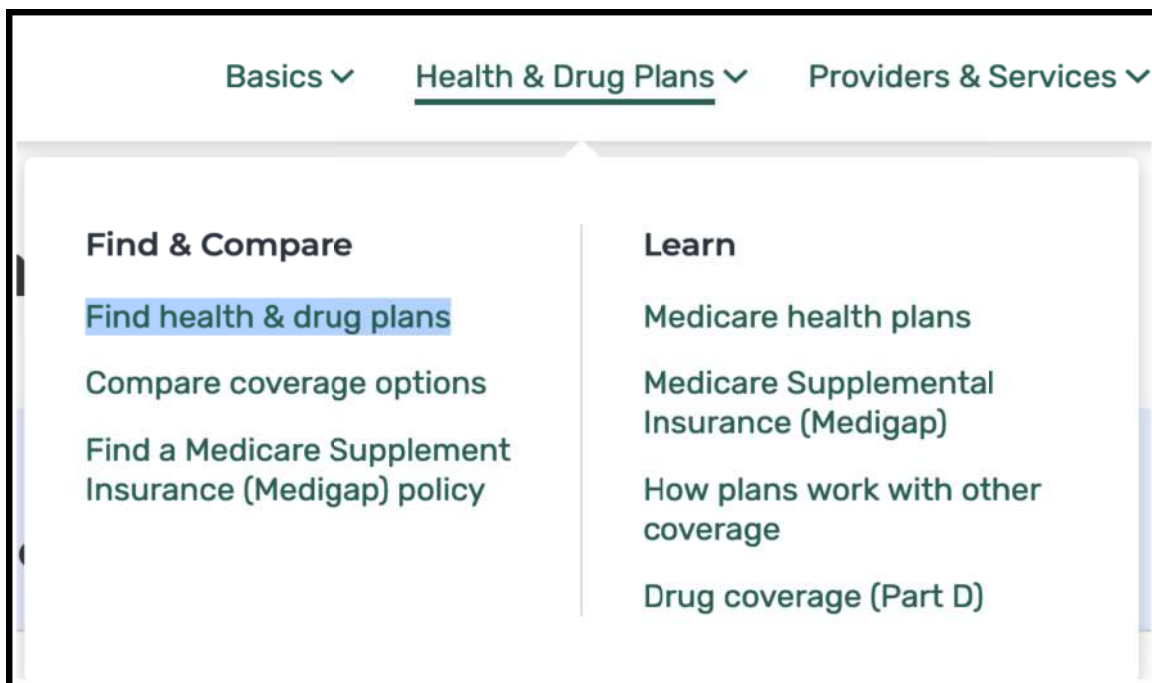 Basics
Health & Drug Plans
Providers & Services
Find & Compare
Find health & drug plans
Compare coverage options
Find a Medicare Supplement
Insurance (Medigap) policy
Learn
Medicare health plans
Medicare Supplemental
Insurance (Medigap)
How plans work with other
coverage
Drug coverage (Part D)